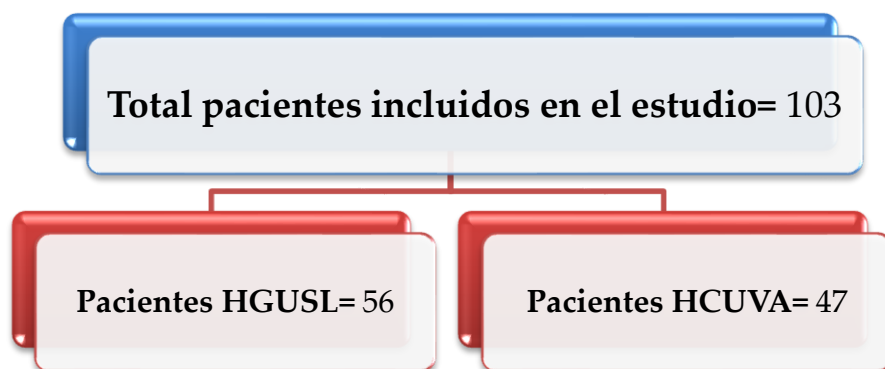 Total pacientes incluidos en el estudio= 103
Pacientes HGUSL= 56
Pacientes HCUVA= 47